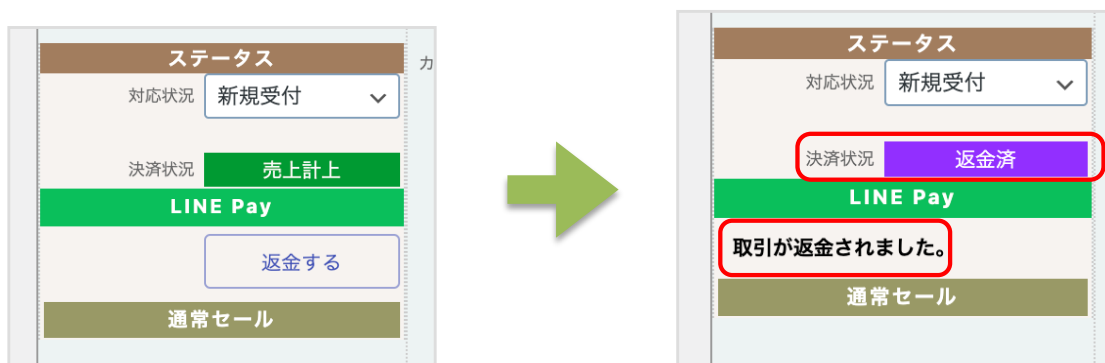 ステータス
対応状況 新規受付
決済状況 売上計上
LINE Pay
返金する
通常セール
カ
ステータス
対応状況 新規受付
決済状況 返金済
LINE Pay
取引が返金されました。
通常セール